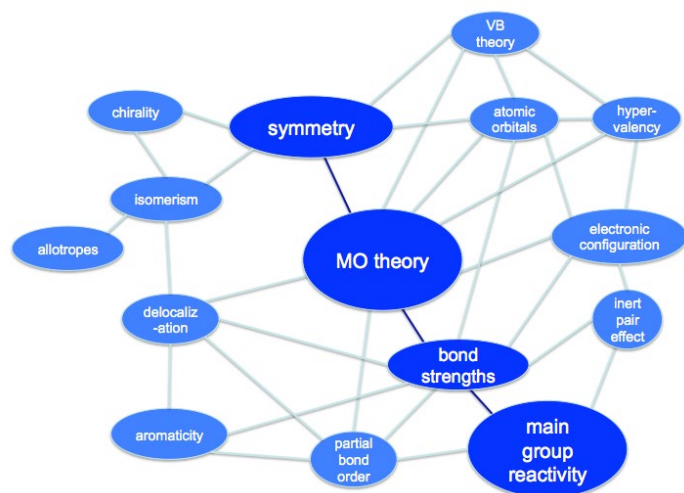 VB
theory
chirality
symmetry
atomic
orbitals
hyper-
valency
isomerism
allotropes
MO theory
electronic
configuration
delocaliz
-ation
inert
pair
effect
bond
strengths
aromaticity
partial
bond
order
main
group
reactivity